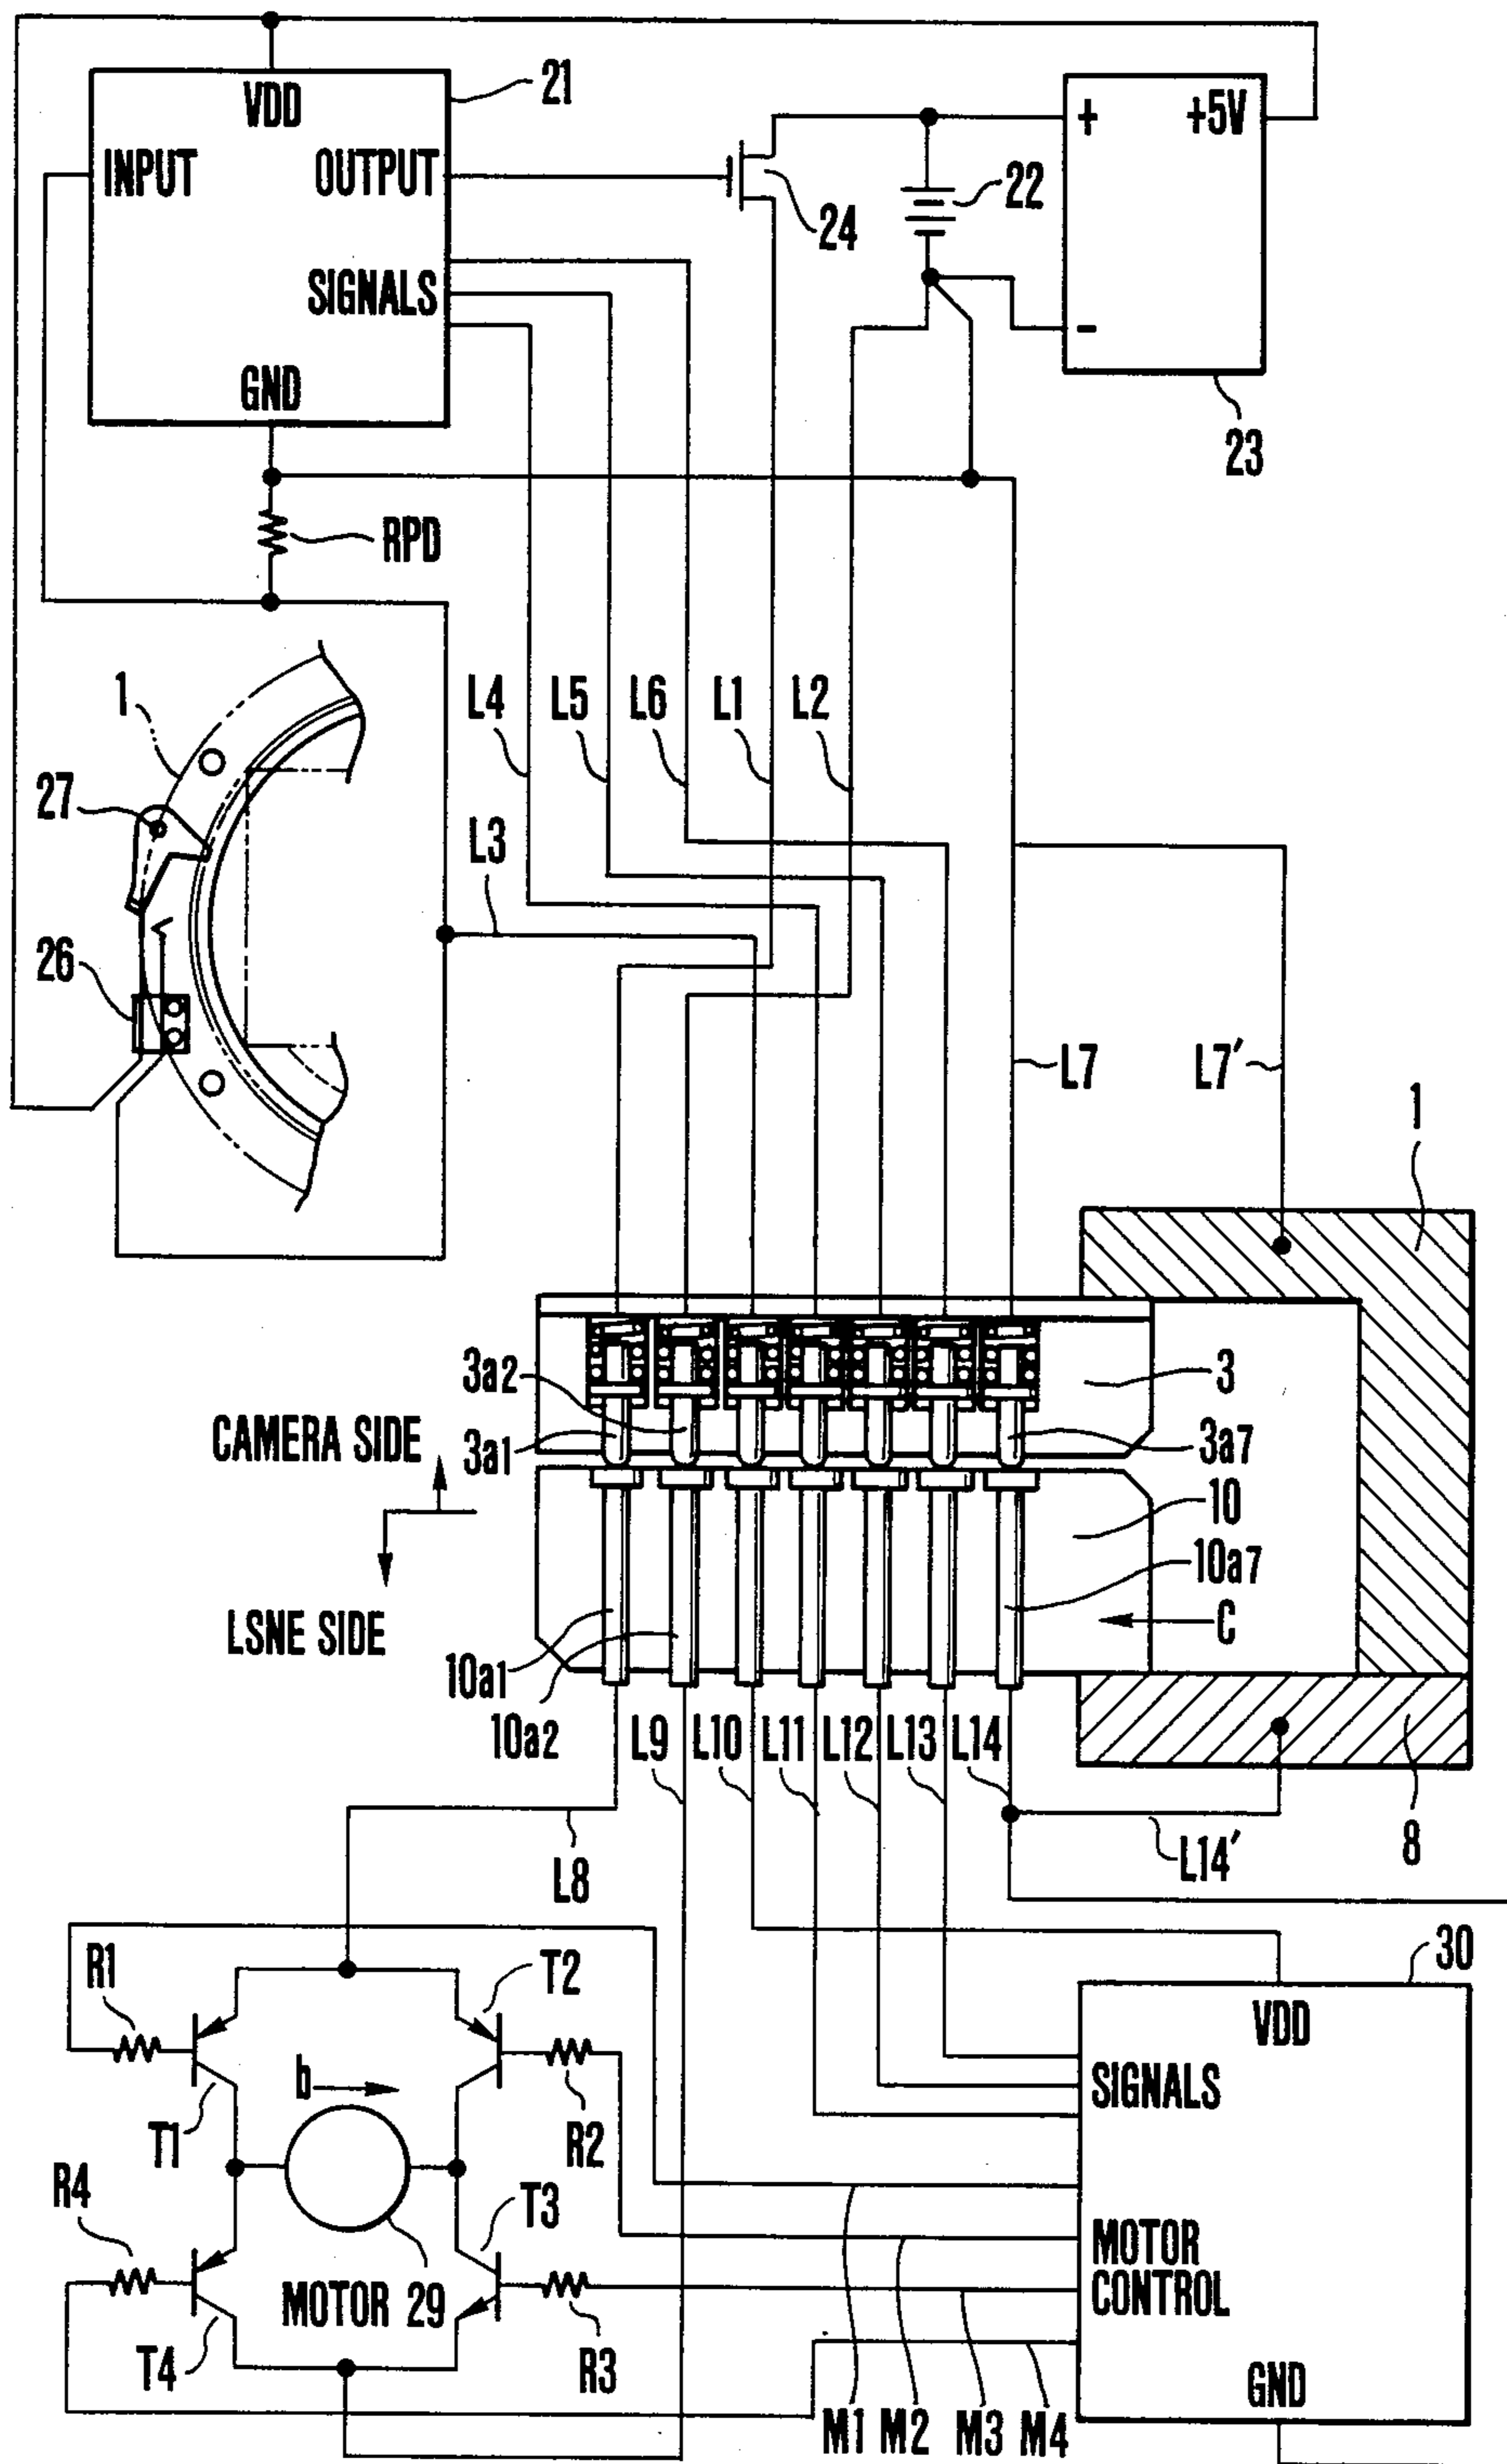 21
VDD
+
+5V
INPUT
OUTPUT
22
24
SIGNALS
-
GND
23
RPD
1
L4
L5
L6
L1
L2
27
L3
26
L7
L7′
1
3a2
3
CAMERA SIDE
3a1
3a7
10
10a7
LSNE SIDE
C
10a1
10a2
L9
L10
L11
L12
L13
L14
L8
L14′
8
30
R1
T2
VDD
b
SIGNALS
T1
R2
R4
T3
MOTOR
CONTROL
MOTOR 29
T4
R3
GND
M1
M2
M3
M4